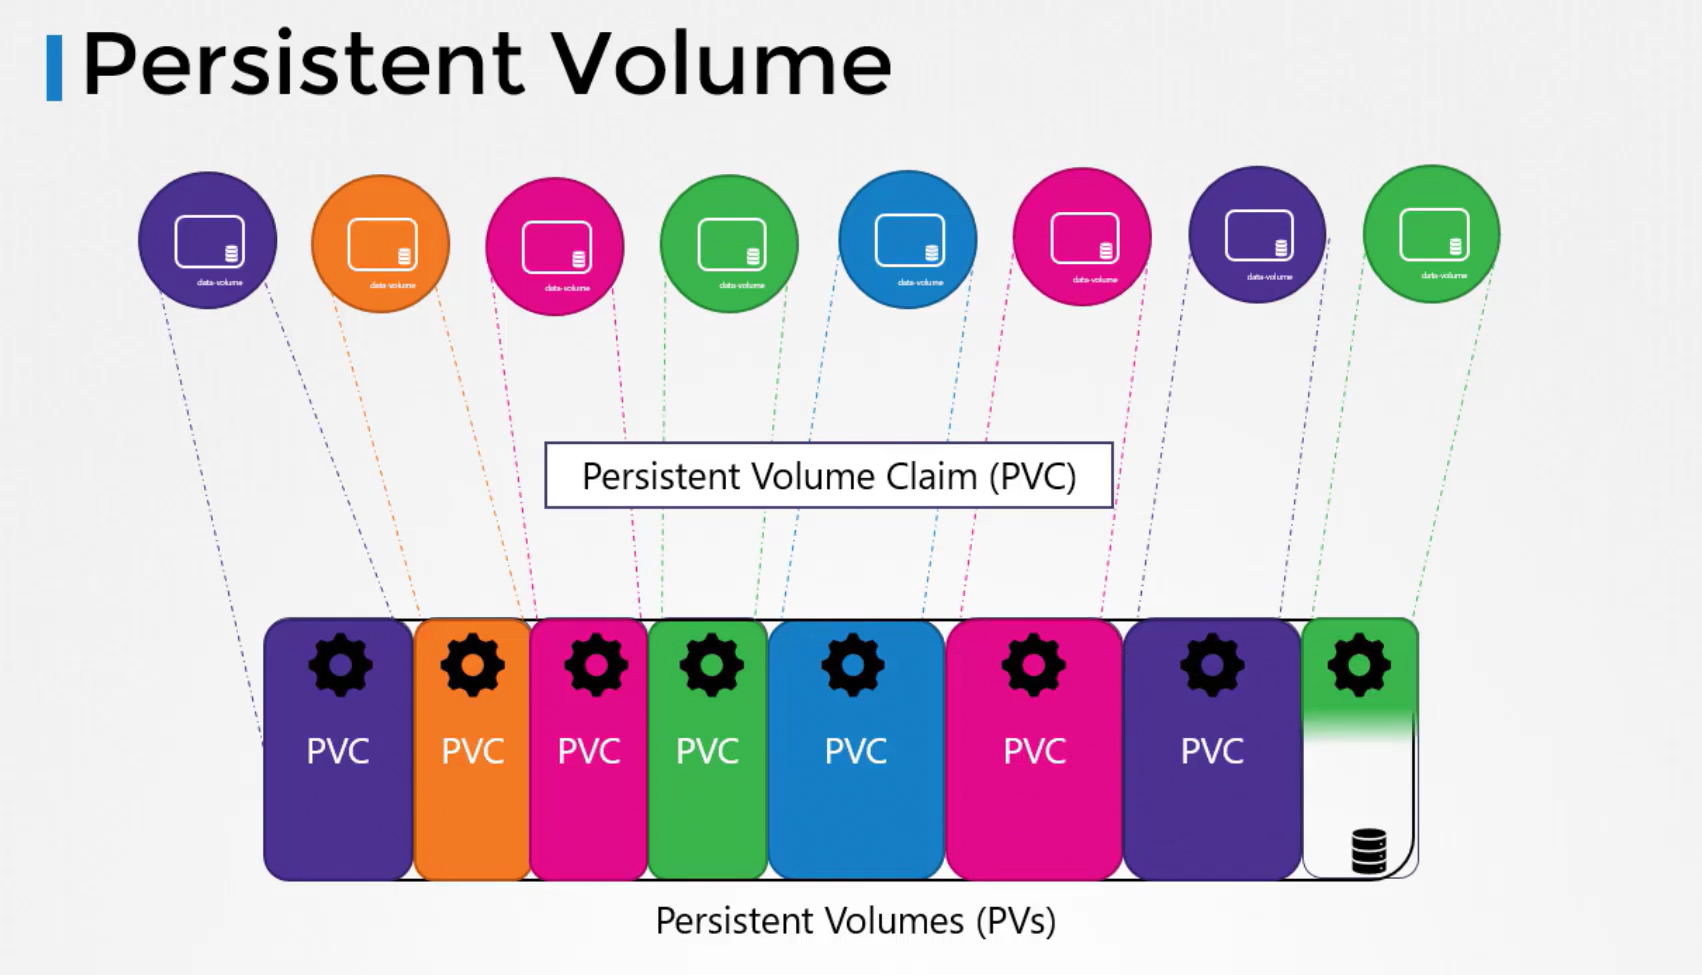 Persistent Volume
data-volume
data-volume
data-volume
data-volume
data-volume
data-volume
data-volume
data-volume
Persistent Volume Claim (PVC)
PVC
PVC
PVC
PVC
PVC
PVC
PVC
Persistent Volumes (PVs)